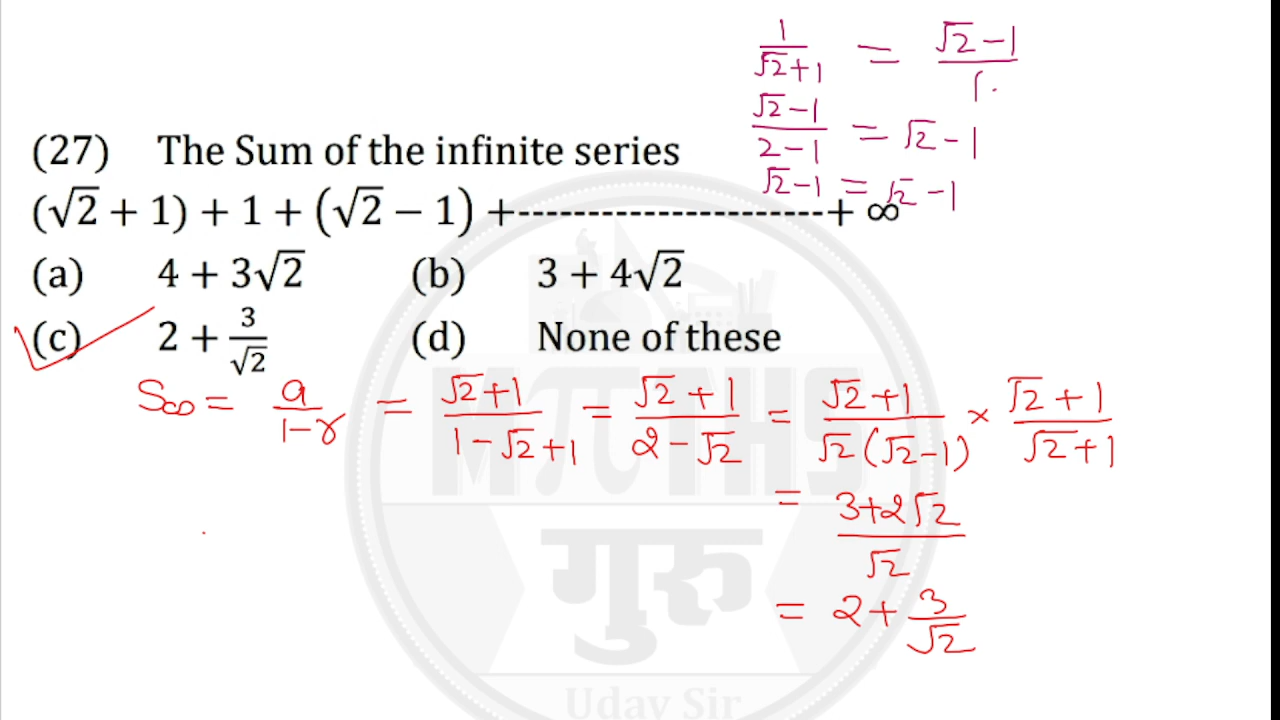 1/(√2+1) = (√2-1)/1
(√2-1)/(2-1) = √2-1
√2-1 = √2-1
(27) The Sum of the infinite series
(√2 + 1) + 1 + (√2 − 1) +-----------------------+ ∞
(a) 4 + 3√2 (b) 3 + 4√2
(c) 2 + 3/√2 (d) None of these
S∞ = a/(1-r) = (√2+1)/(1-√2+1) = (√2+1)/(2-√2) = (√2+1)/(√2(√2-1)) × (√2+1)/(√2+1)
= (3+2√2)/√2
= 2+3/√2
MπTHS
गुरु
Uday Sir